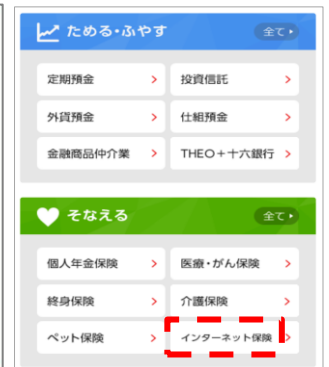 ためる・ふやす 全て
定期預金 投資信託
外貨預金 仕組預金
金融商品仲介業 THEO+十六銀行
そなえる 全て
個人年金保険 医療・がん保険
終身保険 介護保険
ペット保険 インターネット保険